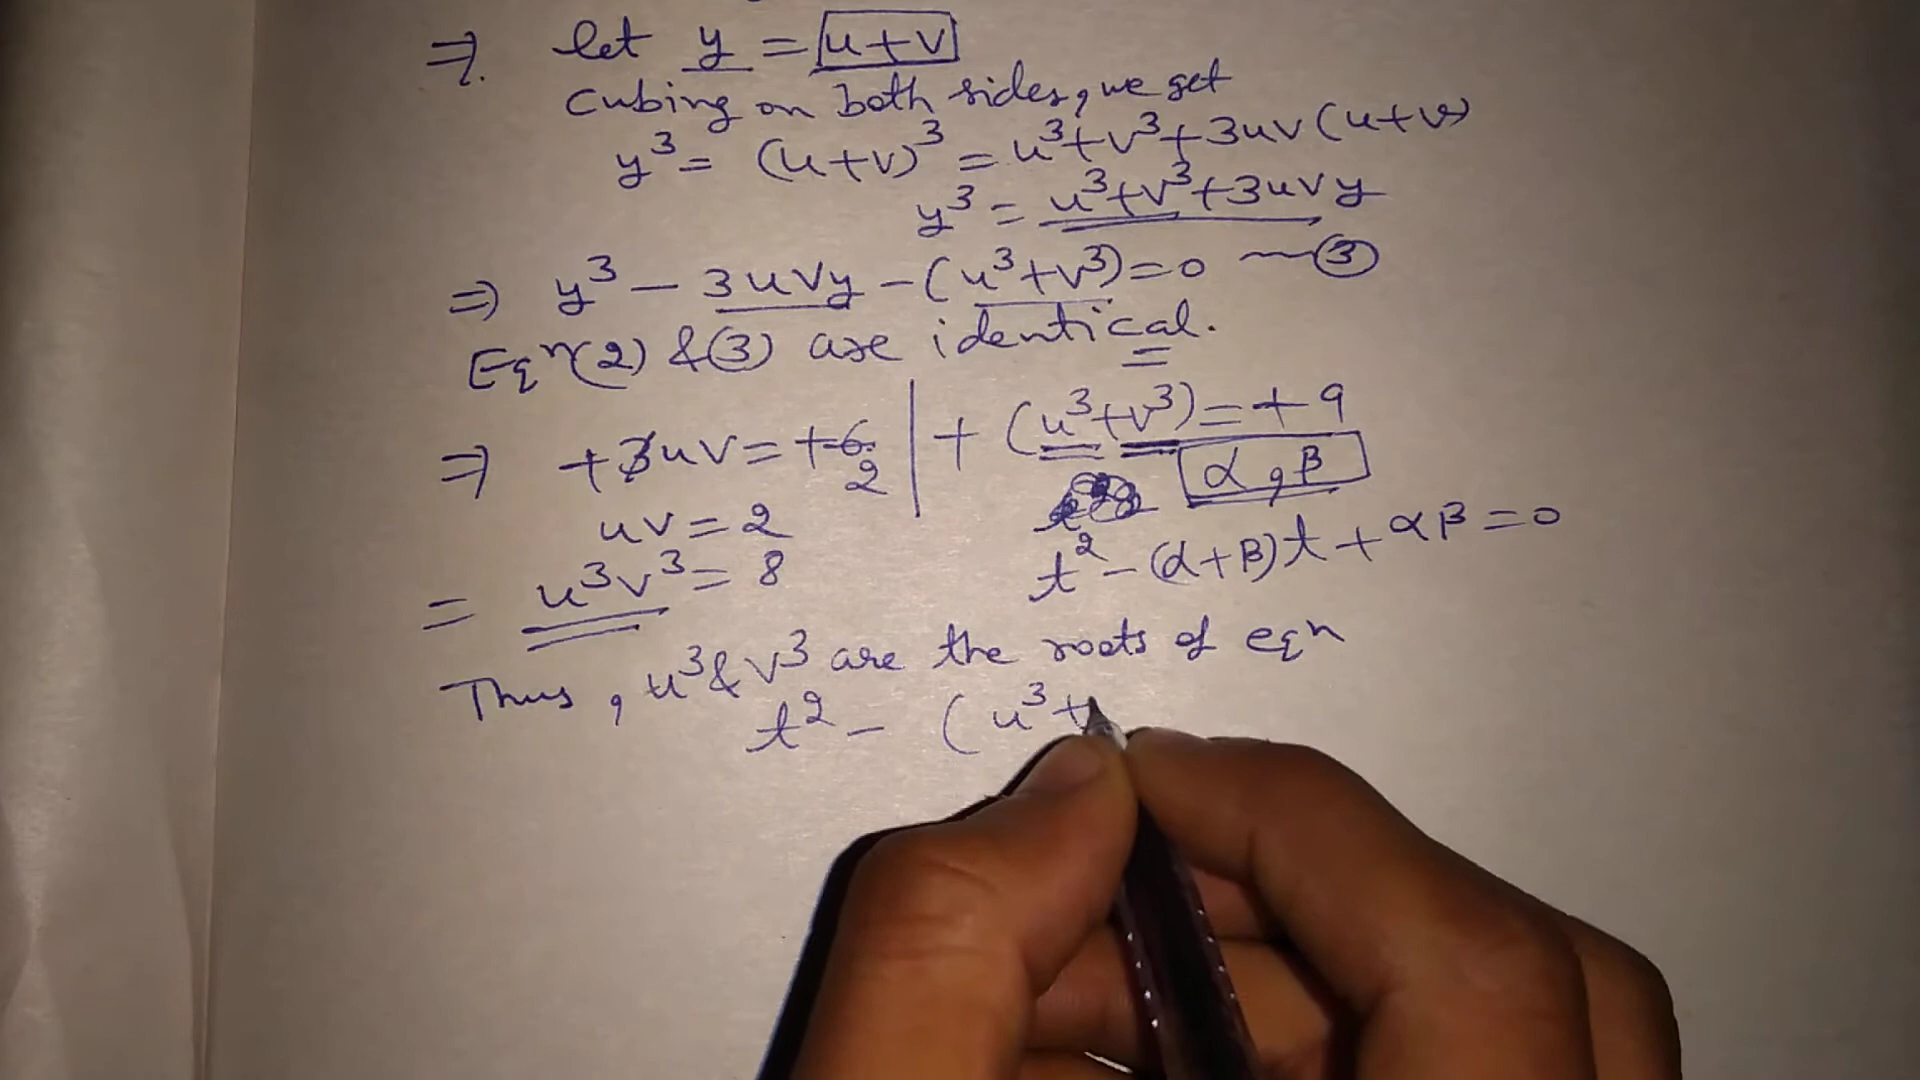 ⇒. let y = u+v
Cubing on both sides, we get
y³ = (u+v)³ = u³+v³+3uv(u+v)
y³ = u³+v³+3uvy
⇒ y³ - 3uvy - (u³+v³) = 0 — ③
Eqn(2) & (3) are identical.
⇒ +3uv = +6 2 | + (u³+v³) = + 9
α, β
uv = 2
t² - (α+β)t + αβ = 0
= u³v³ = 8
Thus, u³ & v³ are the roots of eqn
t² - (u³+